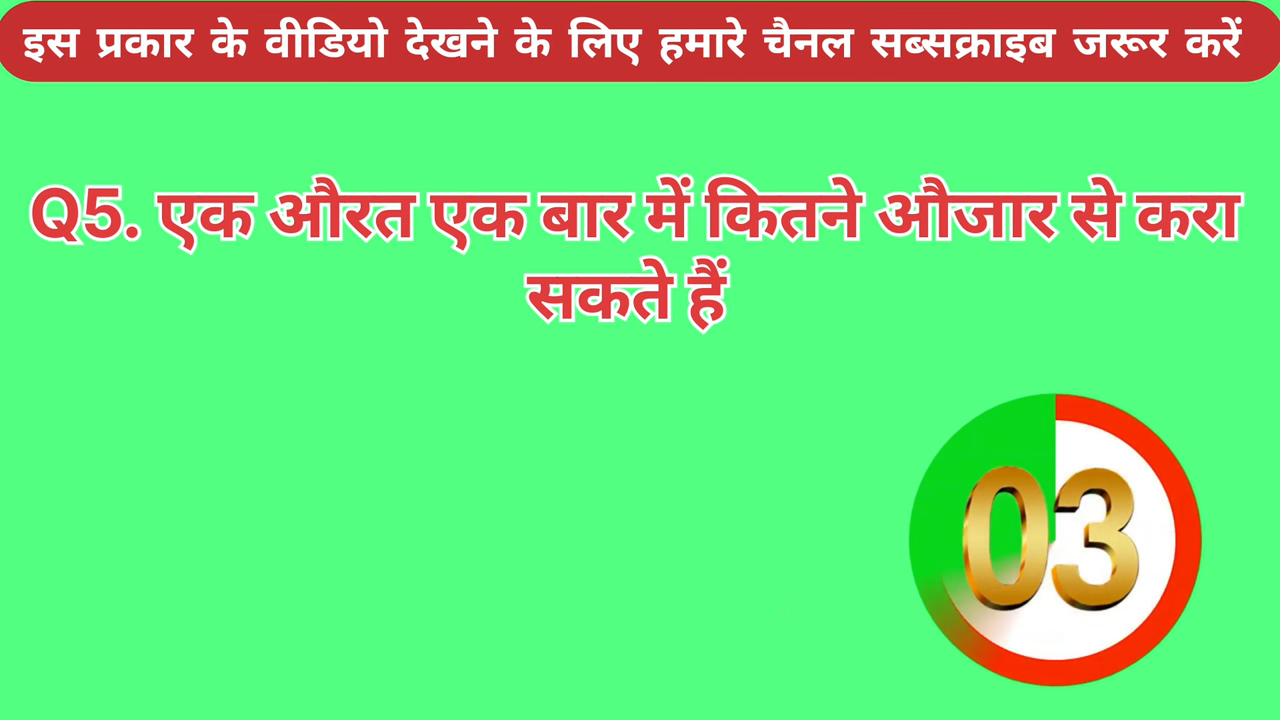 इस प्रकार के वीडियो देखने के लिए हमारे चैनल सब्सक्राइब जरूर करें
Q5. एक औरत एक बार में कितने औजार से करा
सकते हैं
03